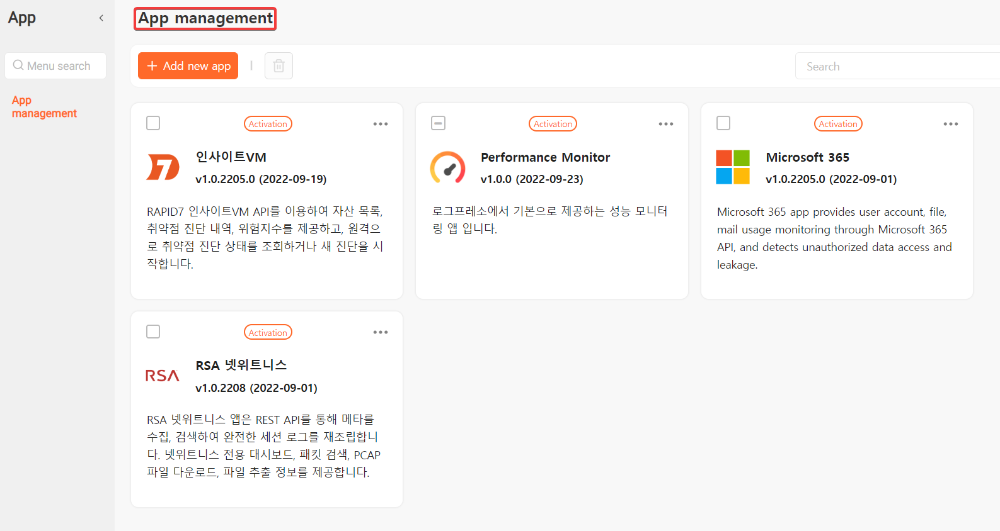 App
Menu search
App
management
App management
Add new app
Search
Activation
인사이트VM
v1.0.2205.0 (2022-09-19)
RAPID7 인사이트VM API를 이용하여 자산 목록,
취약점 진단 내역, 위험지수를 제공하고, 원격으
로 취약점 진단 상태를 조회하거나 새 진단을 시
작합니다.
Activation
Performance Monitor
v1.0.0 (2022-09-23)
로그프레소에서 기본으로 제공하는 성능 모니터
링 앱 입니다.
Activation
Microsoft 365
v1.0.2205.0 (2022-09-01)
Microsoft 365 app provides user account, file,
mail usage monitoring through Microsoft 365
API, and detects unauthorized data access and
leakage.
Activation
RSA
RSA 넷위트니스
v1.0.2208 (2022-09-01)
RSA 넷위트니스 앱은 REST API를 통해 메타를
수집, 검색하여 완전한 세션 로그를 재조립합니
다. 넷위트니스 전용 대시보드, 패킷 검색, PCAP
파일 다운로드, 파일 추출 정보를 제공합니다.